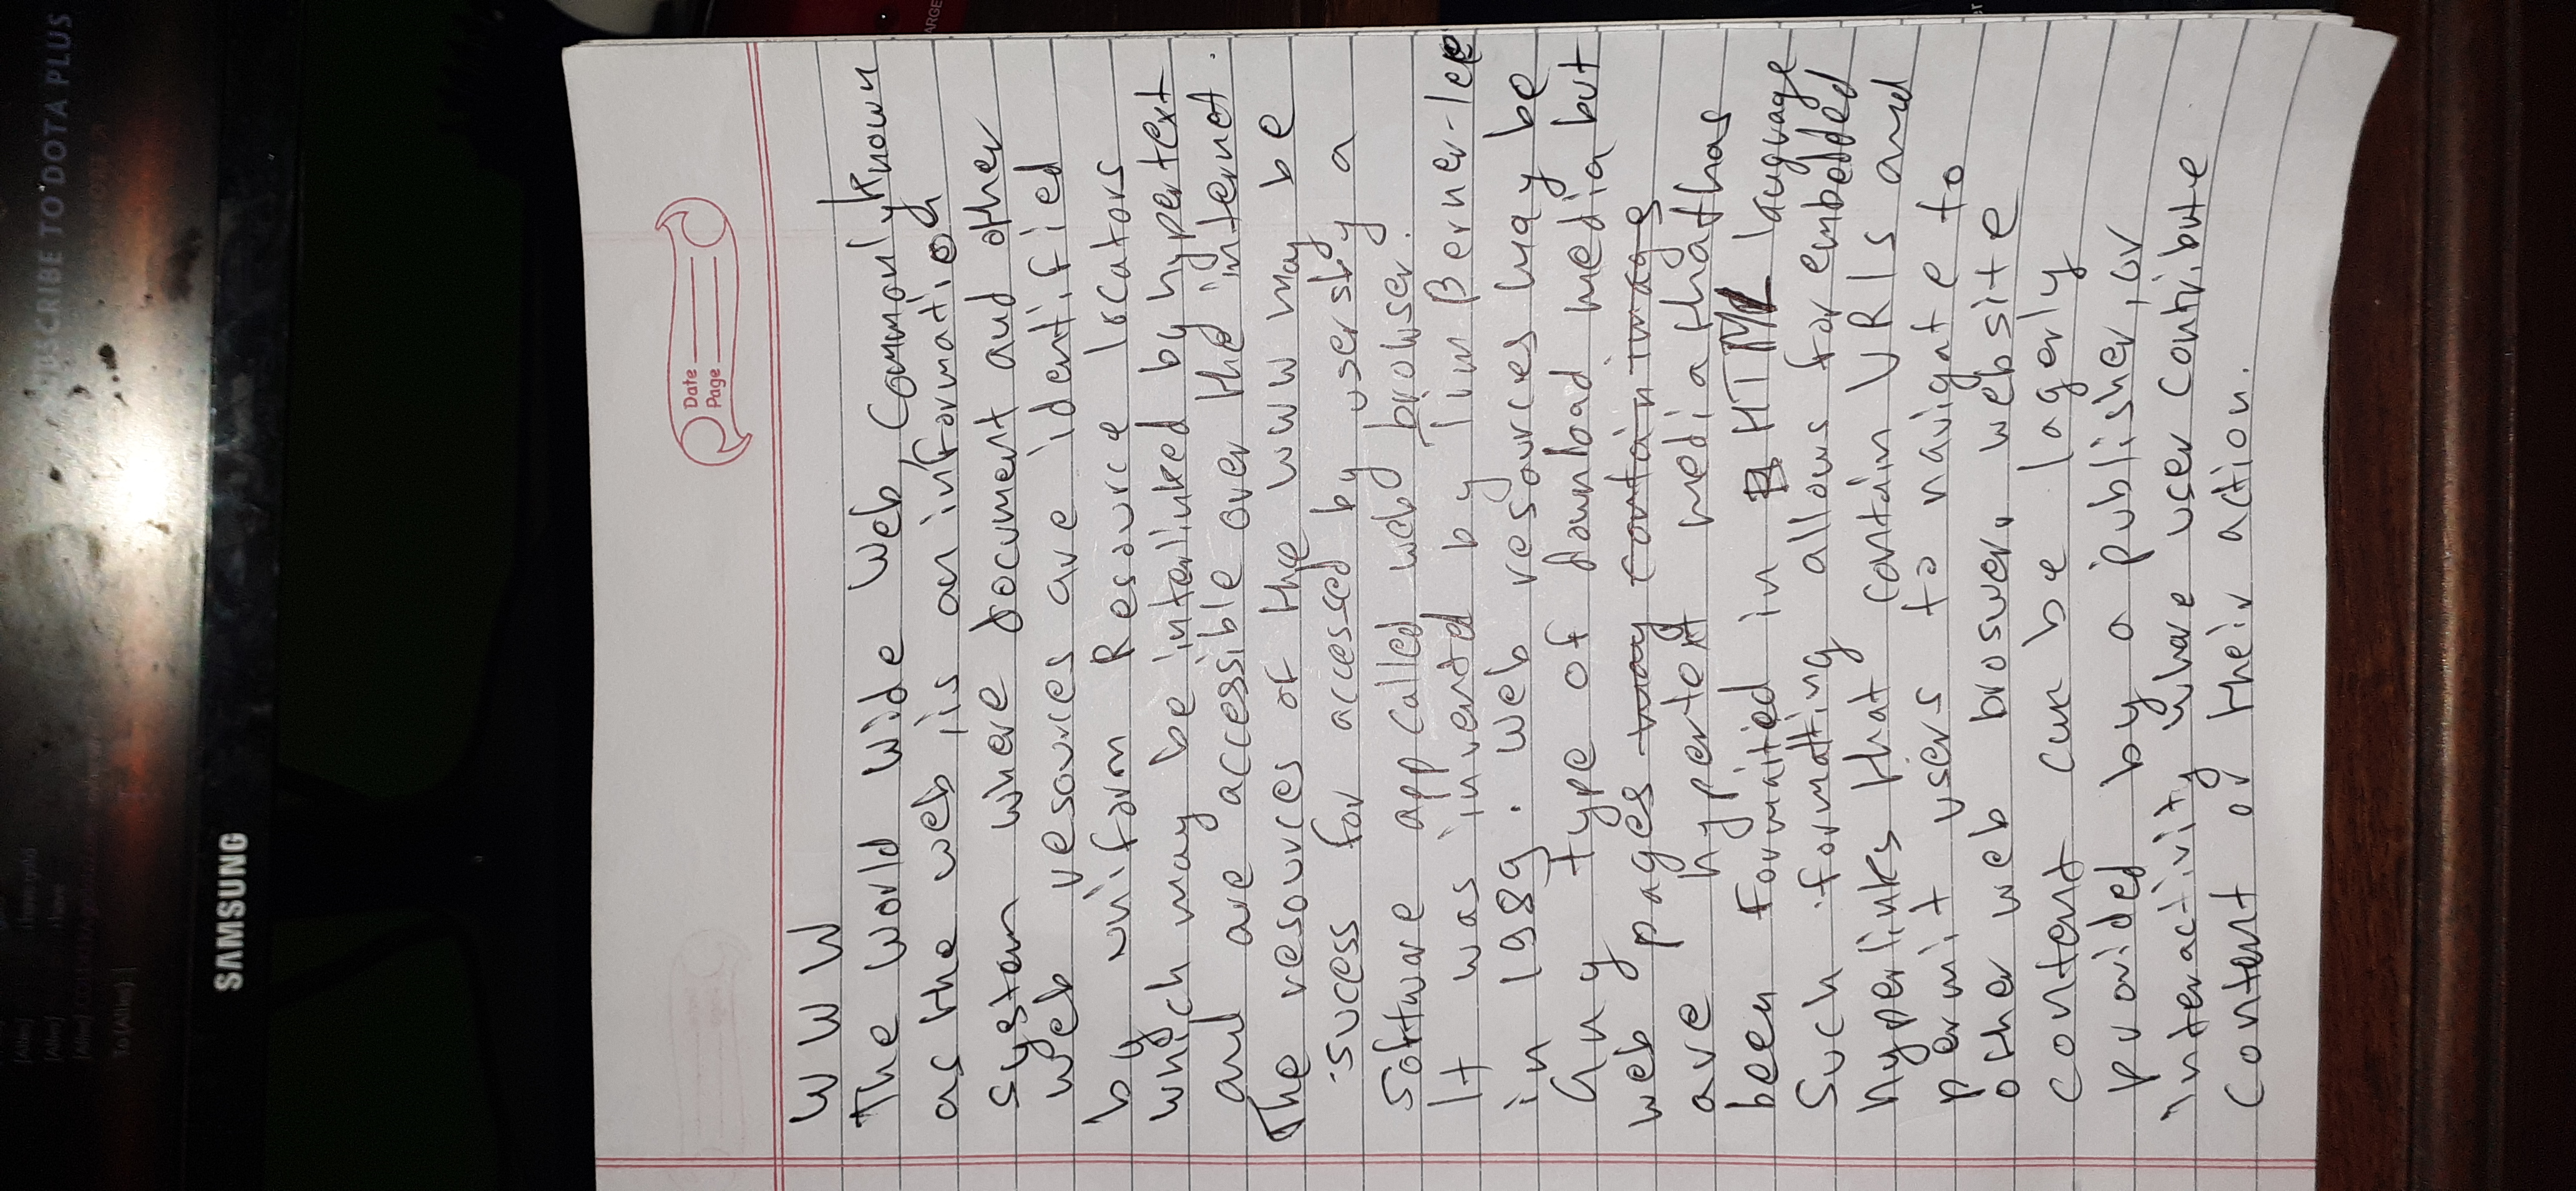 [Allies] i have gold
[Allies] i have
To (Allies):
SUBSCRIBE TO DOTA PLUS
SAMSUNG
Date
Page
W W W
The World Wide Web, Commonly known
as the web, is an information
system where document and other
web resources are identified
by uniform Resource locators
which may be interlinked by hypertext
and are accessible over the internet.
The resources of the WWW may be
sucess for accessed by users by a
software app called web browser.
It was invented by Tim Berner-lee
in 1989. Web resources may be
any type of download media but
web pages may contain image
are hypertext media that has
been formatted in HTML language
Such formatting allows for embedded
hyperlinks that contain URls and
permit users to navigate to
other web broswer. website
content can be lagerly
provided by a publisher, or
interactivity where user contribute
content or their action.
ARGE